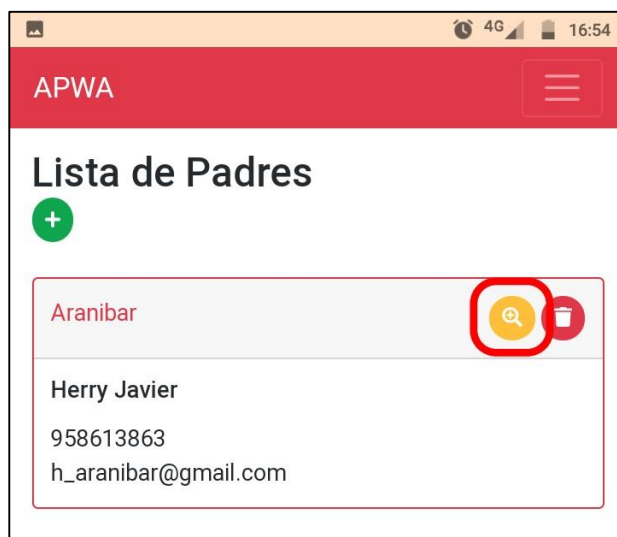 4G 16:54
APWA
Lista de Padres
Aranibar
Herry Javier
958613863
h_aranibar@gmail.com